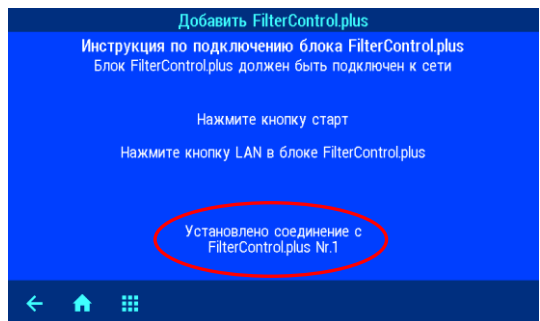 Добавить FilterControl.plus
Инструкция по подключению блока FilterControl.plus
Блок FilterControl.plus должен быть подключен к сети
Нажмите кнопку старт
Нажмите кнопку LAN в блоке FilterControl.plus
Установлено соединение с
FilterControl.plus Nr.1